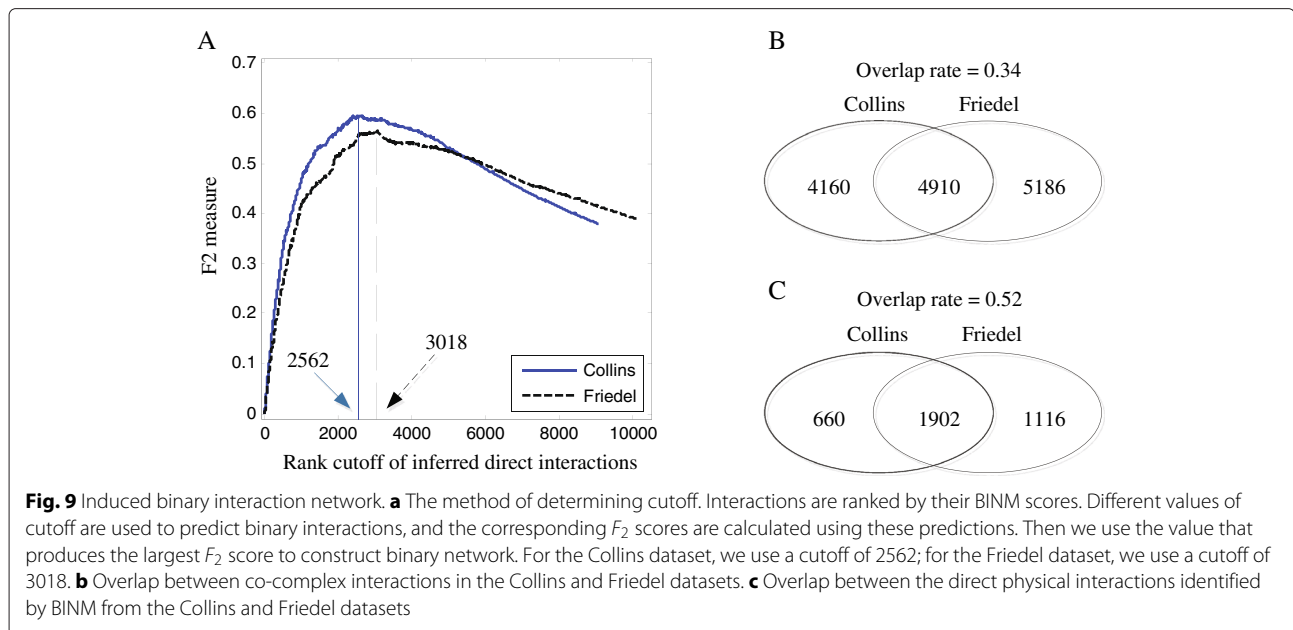 A
0.7
0.6
0.5
0.4
0.3
0.2
0.1
0
F2 measure
2562
3018
Collins
Friedel
0 2000 4000 6000 8000 10000
Rank cutoff of inferred direct interactions
B
Overlap rate = 0.34
Collins Friedel
4160 4910 5186
C
Overlap rate = 0.52
Collins Friedel
660 1902 1116
Fig. 9 Induced binary interaction network. a The method of determining cutoff. Interactions are ranked by their BINM scores. Different values of
cutoff are used to predict binary interactions, and the corresponding F2 scores are calculated using these predictions. Then we use the value that
produces the largest F2 score to construct binary network. For the Collins dataset, we use a cutoff of 2562; for the Friedel dataset, we use a cutoff of
3018. b Overlap between co-complex interactions in the Collins and Friedel datasets. c Overlap between the direct physical interactions identified
by BINM from the Collins and Friedel datasets